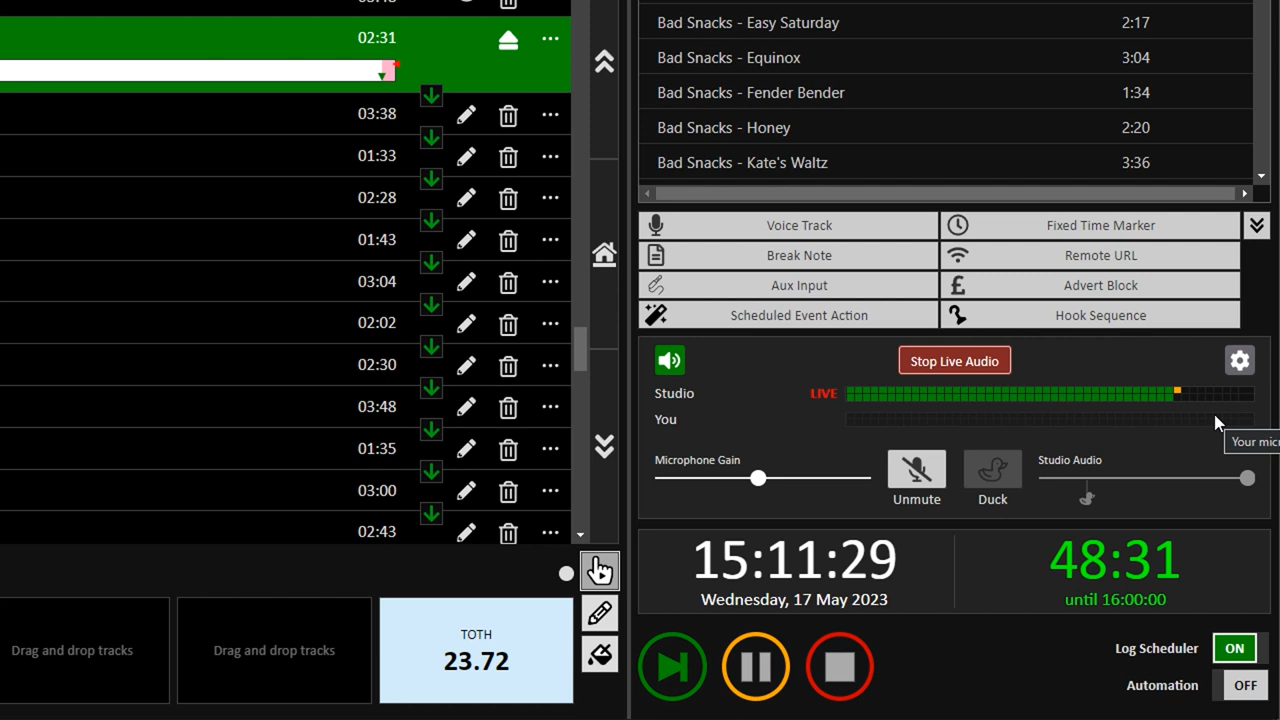 02:31
03:38
01:33
02:28
01:43
03:04
02:02
02:30
03:48
01:35
03:00
02:43
Drag and drop tracks
Drag and drop tracks
TOTH
23.72
Bad Snacks - Easy Saturday 2:17
Bad Snacks - Equinox 3:04
Bad Snacks - Fender Bender 1:34
Bad Snacks - Honey 2:20
Bad Snacks - Kate's Waltz 3:36
Voice Track Fixed Time Marker
Break Note Remote URL
Aux Input £ Advert Block
Scheduled Event Action Hook Sequence
Stop Live Audio
Studio LIVE
You
Your
Microphone Gain Studio Audio
Unmute Duck
15:11:29 48:31
Wednesday, 17 May 2023 until 16:00:00
Log Scheduler ON
Automation OFF